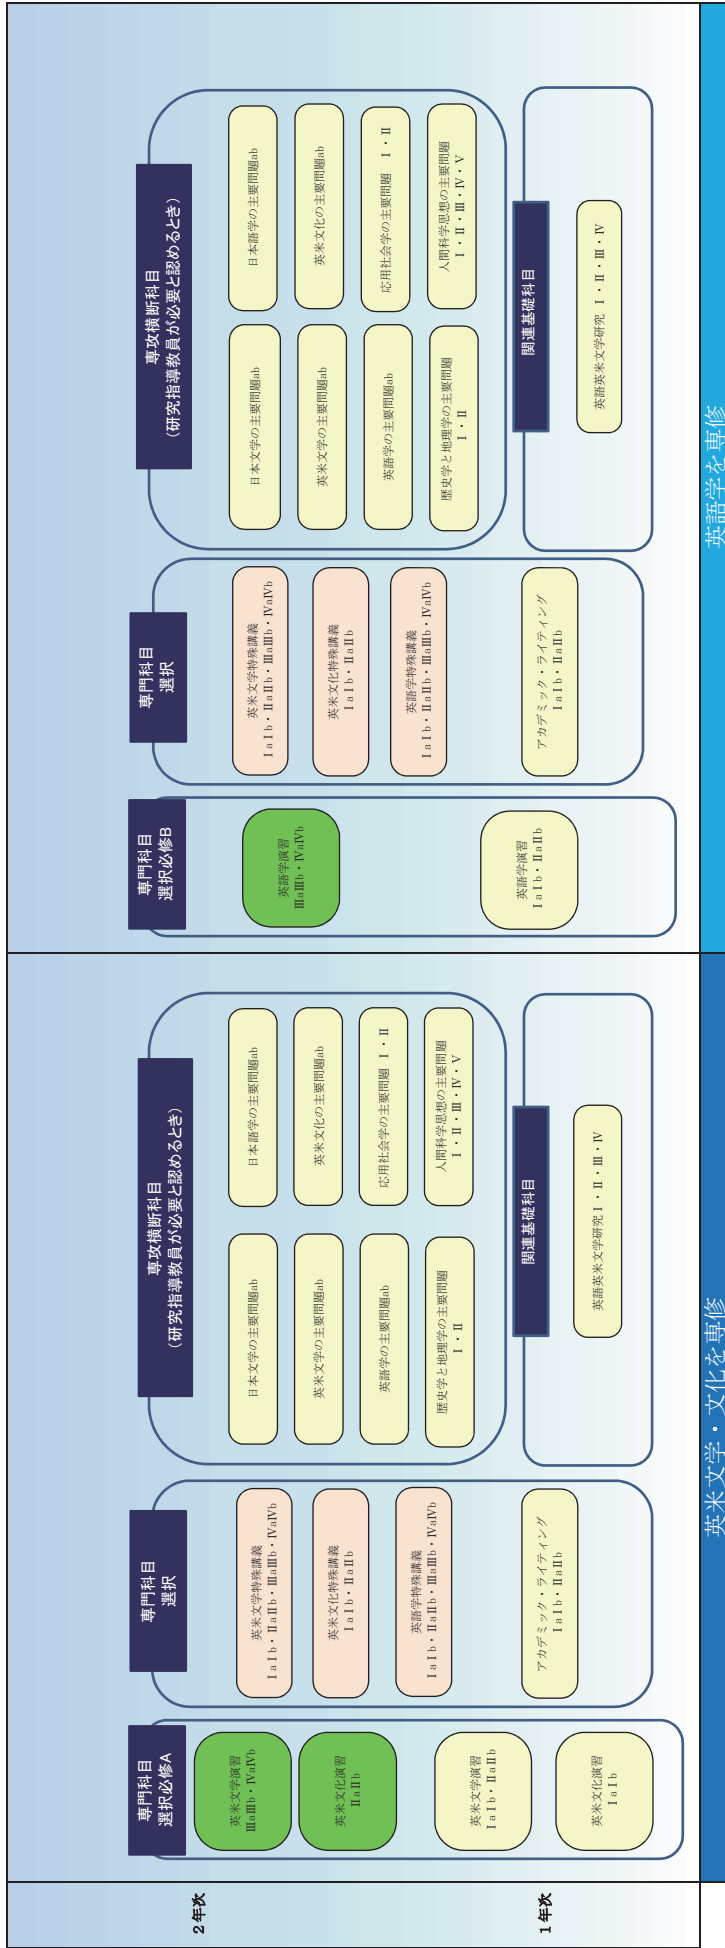 ２年次
１年次
専門科目
選択必修A
英米文学演習
ⅢaⅢb・ⅣaⅣb
英米文化演習
ⅡaⅡb
英米文学演習
ⅠaⅠb・ⅡaⅡb
英米文化演習
ⅠaⅠb
専門科目
選択
英米文学特殊講義
ⅠaⅠb・ⅡaⅡb・ⅢaⅢb・ⅣaⅣb
英米文化特殊講義
ⅠaⅠb・ⅡaⅡb
英語学特殊講義
ⅠaⅠb・ⅡaⅡb・ⅢaⅢb・ⅣaⅣb
アカデミック・ライティング
ⅠaⅠb・ⅡaⅡb
専攻横断科目
（研究指導教員が必要と認めるとき）
日本文学の主要問題ab
日本語学の主要問題ab
英米文学の主要問題ab
英米文化の主要問題ab
英語学の主要問題ab
応用社会学の主要問題　Ⅰ・Ⅱ
歴史学と地理学の主要問題
Ⅰ・Ⅱ
人間科学思想の主要問題
Ⅰ・Ⅱ・Ⅲ・Ⅳ・Ⅴ
関連基礎科目
英語英米文学研究Ⅰ・Ⅱ・Ⅲ・Ⅳ
英米文学・文化を専修
専門科目
選択必修B
英語学演習
ⅢaⅢb・ⅣaⅣb
英語学演習
ⅠaⅠb・ⅡaⅡb
専門科目
選択
英米文学特殊講義
ⅠaⅠb・ⅡaⅡb・ⅢaⅢb・ⅣaⅣb
英米文化特殊講義
ⅠaⅠb・ⅡaⅡb
英語学特殊講義
ⅠaⅠb・ⅡaⅡb・ⅢaⅢb・ⅣaⅣb
アカデミック・ライティング
ⅠaⅠb・ⅡaⅡb
専攻横断科目
（研究指導教員が必要と認めるとき）
日本文学の主要問題ab
日本語学の主要問題ab
英米文学の主要問題ab
英米文化の主要問題ab
英語学の主要問題ab
応用社会学の主要問題　Ⅰ・Ⅱ
歴史学と地理学の主要問題
Ⅰ・Ⅱ
人間科学思想の主要問題
Ⅰ・Ⅱ・Ⅲ・Ⅳ・Ⅴ
関連基礎科目
英語英米文学研究 Ⅰ・Ⅱ・Ⅲ・Ⅳ
英語学を専修